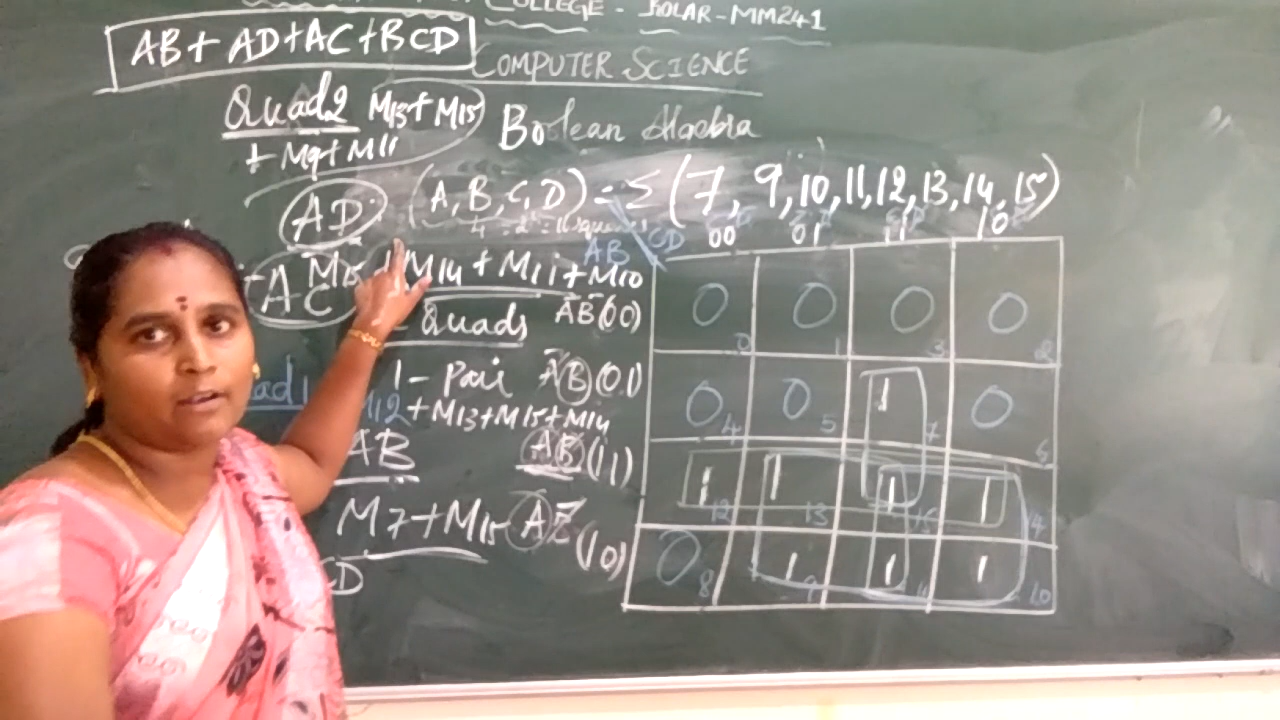 COLLEGE - KOLAR - MM241
AB + AD + AC + BCD
COMPUTER SCIENCE
Quad2 M13 + M15
+ M9 + M11
Boolean Algebra
AD
(A, B, C, D) = Σ (7, 9, 10, 11, 12, 13, 14, 15)
AB CD 00 01 11 10
AC M15 + M14 + M11 + M10
Quads A̅B̅(00) 0 0 0 0
0 1 3 2
1 - Pair A̅B(01) 0 0 1 0
4 5 7 6
M12 + M13 + M15 + M14
AB AB(11) 1 1 1 1
12 13 15 14
M7 + M15 AB̅(10) 0 1 1 1
8 9 11 10
CD